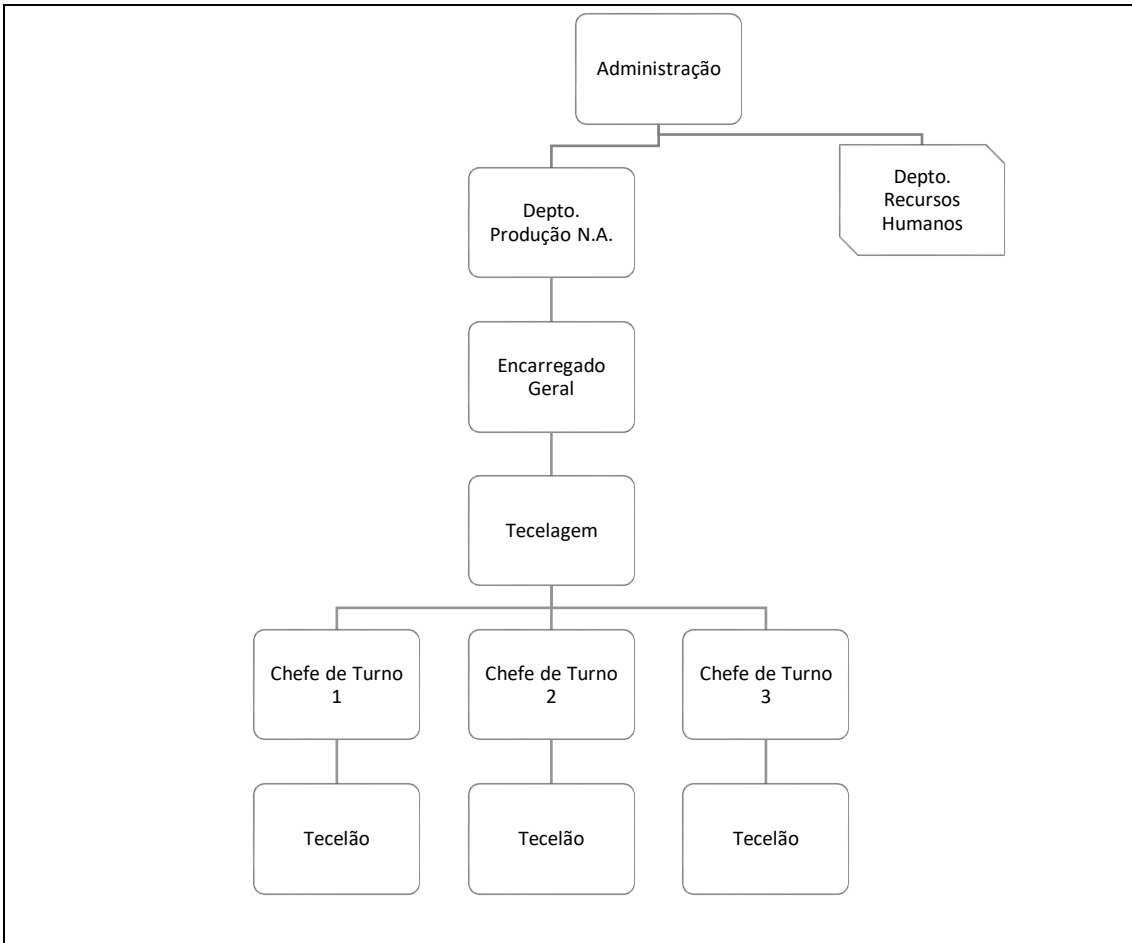 Administração
Depto.
Produção N.A.
Depto.
Recursos
Humanos
Encarregado
Geral
Tecelagem
Chefe de Turno
1
Chefe de Turno
2
Chefe de Turno
3
Tecelão
Tecelão
Tecelão